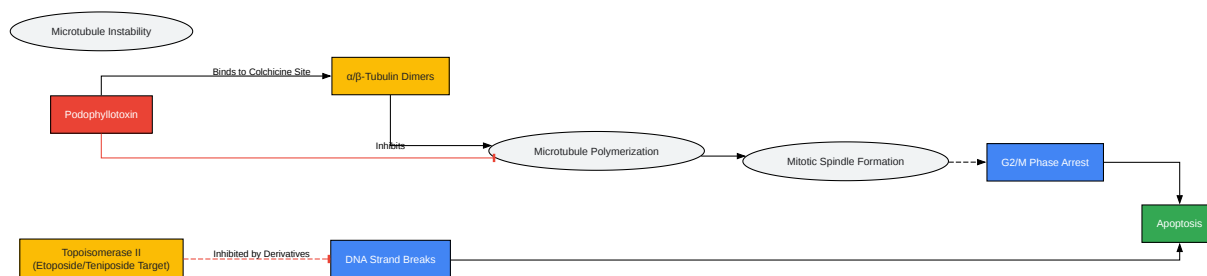 Microtubule Instability
Binds to Colchicine Site
α/β-Tubulin Dimers
Podophyllotoxin
Inhibits
Microtubule Polymerization
Mitotic Spindle Formation
G2/M Phase Arrest
Apoptosis
Topoisomerase II
(Etoposide/Teniposide Target)
Inhibited by Derivatives
DNA Strand Breaks